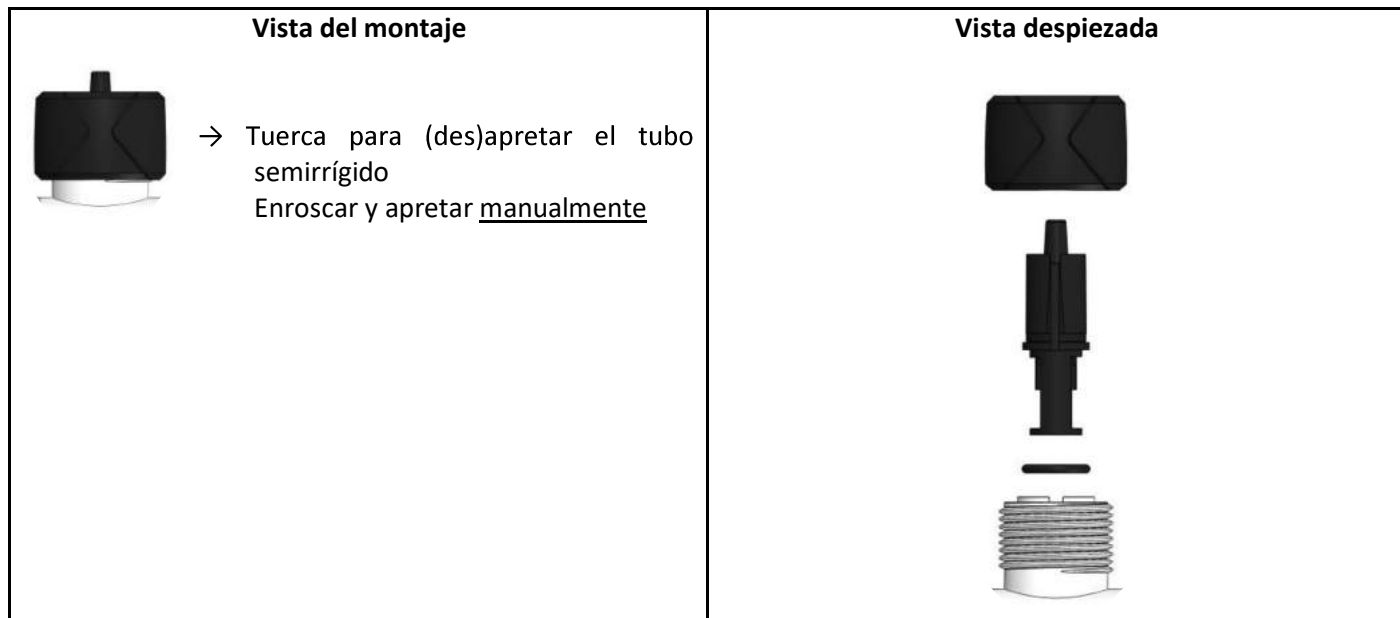 Vista del montaje
Vista despiezada
→ Tuerca para (des)apretar el tubo
semirrígido
Enroscar y apretar manualmente